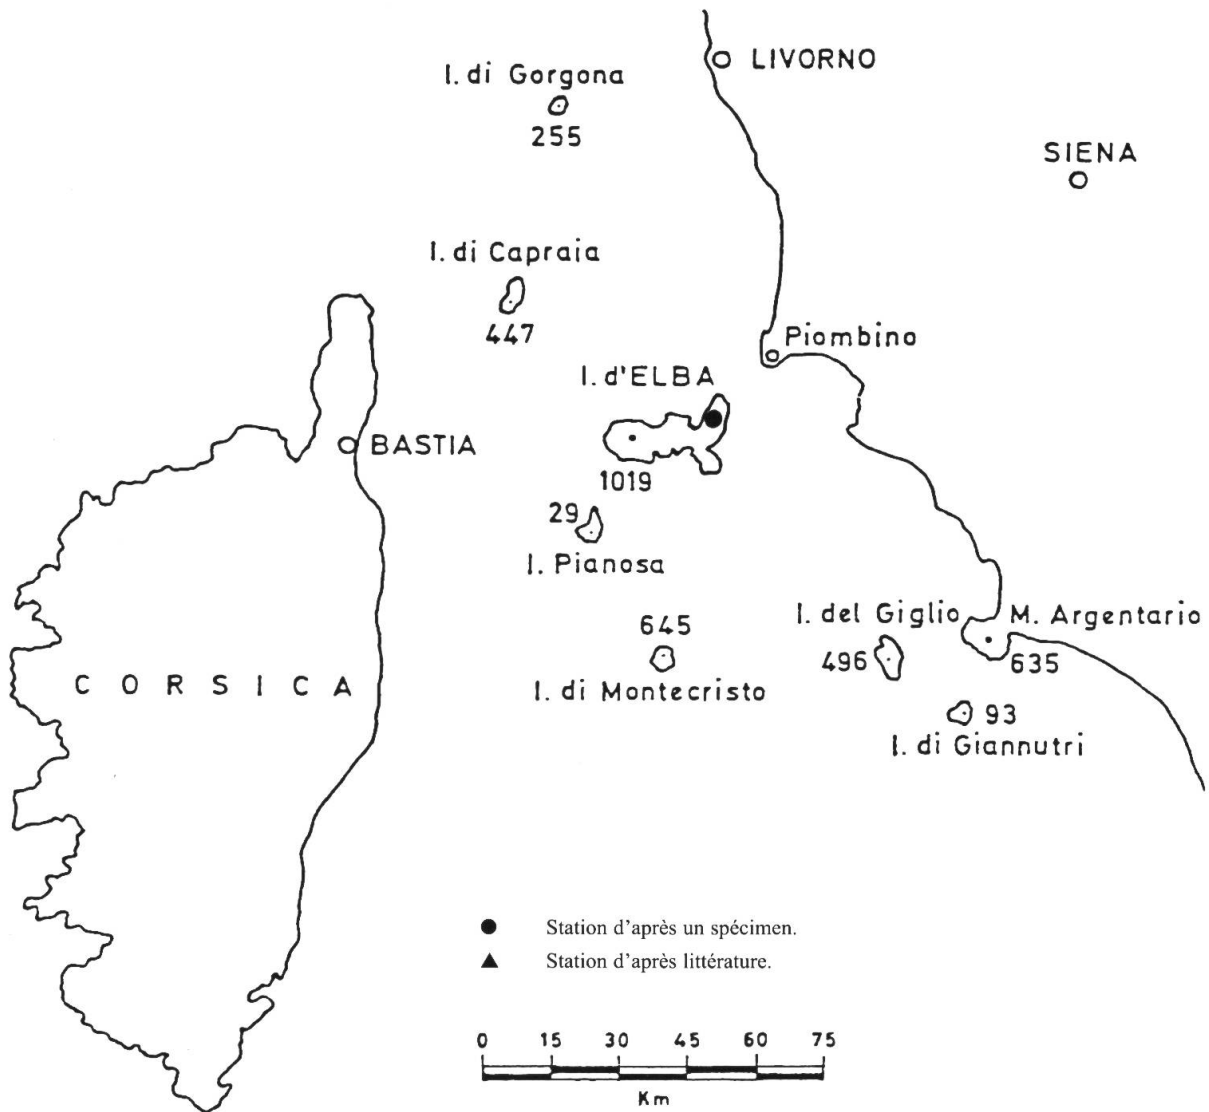 LIVORNO
I. di Gorgona
255
SIENA
I. di Capraia
447
Piombino
I. d'ELBA
BASTIA
1019
29
I. Pianosa
I. del Giglio
M. Argentario
645
496
635
CORSICA
I. di Montecristo
93
I. di Giannutri
Station d'après un spécimen.
Station d'après littérature.
0 15 30 45 60 75
Km